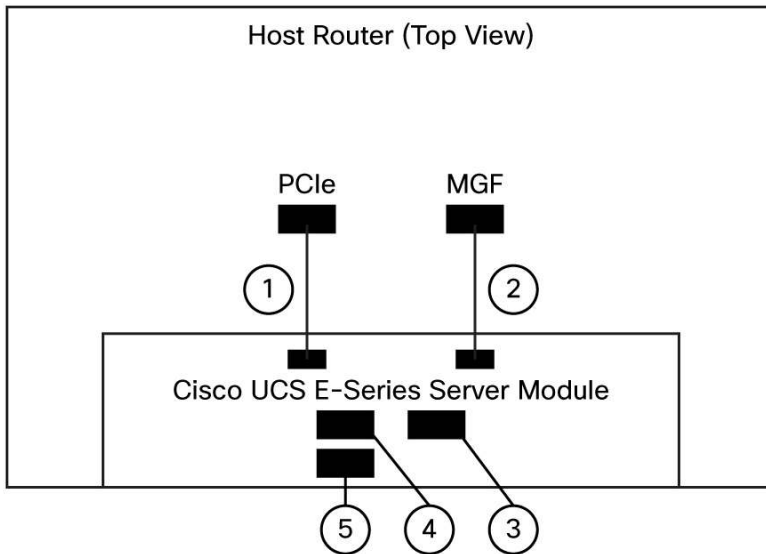 Host Router (Top View)
PCIe MGF
1 2
Cisco UCS E-Series Server Module
5 4 3